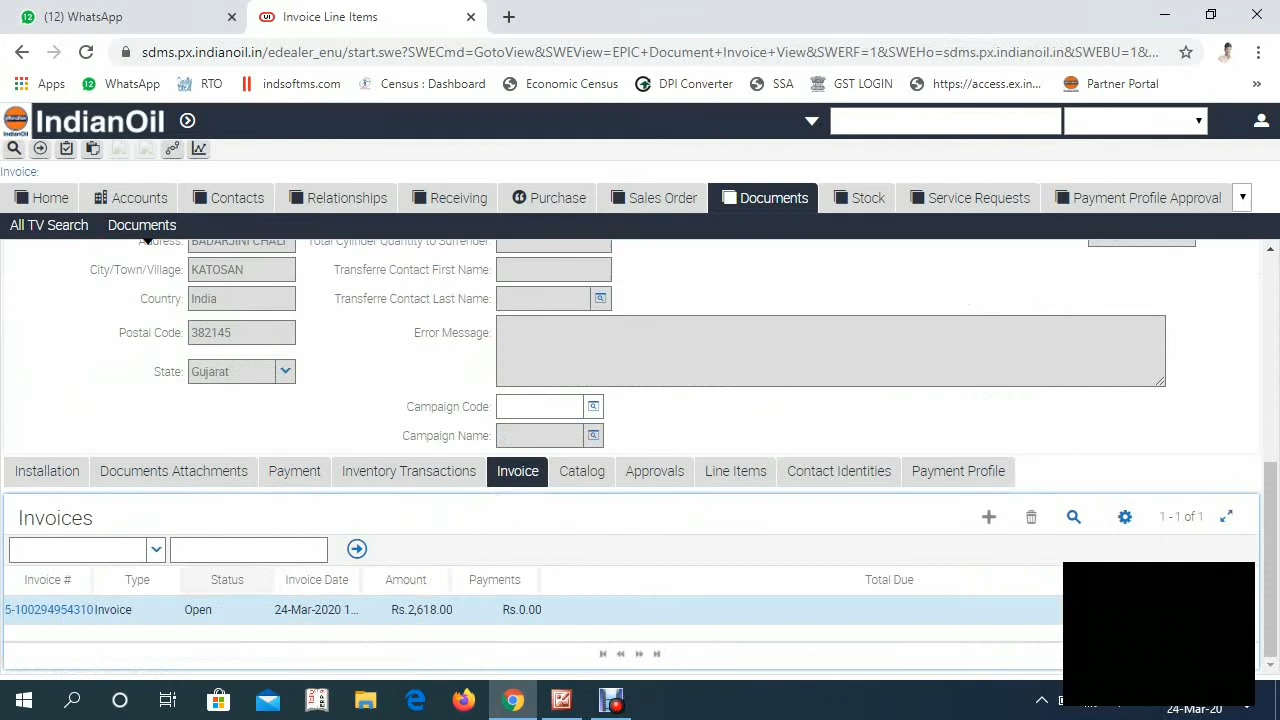 (12) WhatsApp
Invoice Line Items
sdms.px.indianoil.in/edealer_enu/start.swe?SWECmd=GotoView&SWEView=EPIC+Document+Invoice+View&SWERF=1&SWEHo=sdms.px.indianoil.in&SWEBU=1&...
Apps WhatsApp RTO indsoftms.com Census : Dashboard Economic Census DPI Converter SSA GST LOGIN https://access.ex.in... Partner Portal »
IndianOil
Invoice:
Home Accounts Contacts Relationships Receiving Purchase Sales Order Documents Stock Service Requests Payment Profile Approval
All TV Search Documents
Address: BADARJINI CHALI Total Cylinder Quantity to Surrender:
City/Town/Village: KATOSAN Transferre Contact First Name:
Country: India Transferre Contact Last Name:
Postal Code: 382145 Error Message:
State: Gujarat
Campaign Code:
Campaign Name:
Installation Documents Attachments Payment Inventory Transactions Invoice Catalog Approvals Line Items Contact Identities Payment Profile
Invoices 1 - 1 of 1
Invoice # Type Status Invoice Date Amount Payments Total Due
5-100294954310 Invoice Open 24-Mar-2020 1... Rs.2,618.00 Rs.0.00
24-Mar-20